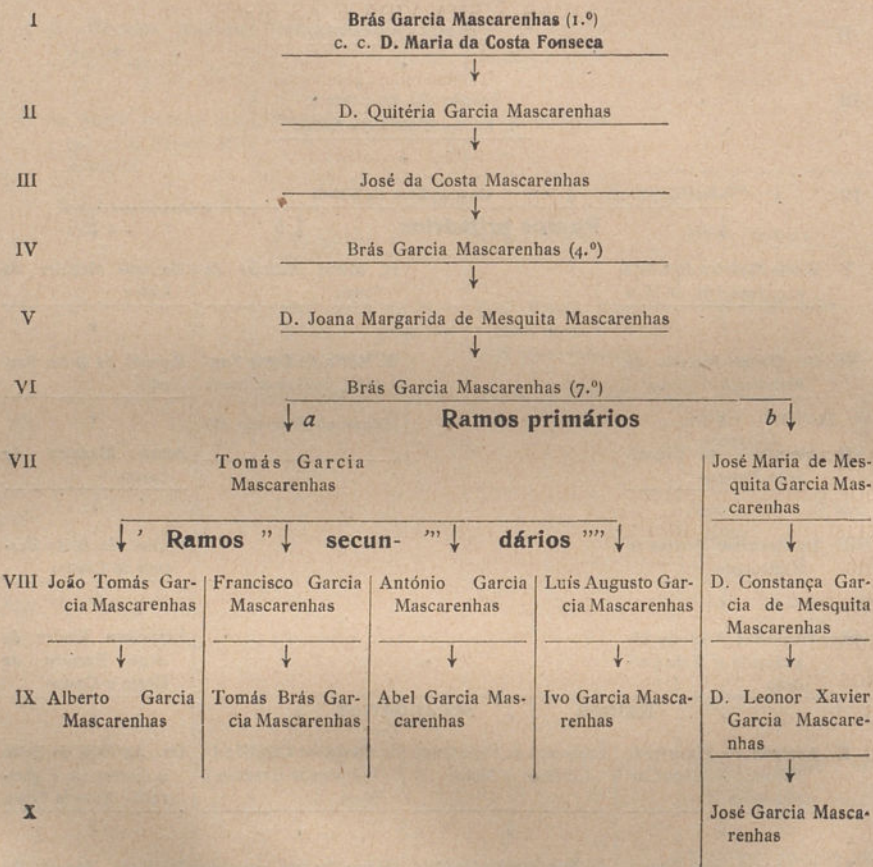 I Brás Garcia Mascarenhas (1.º)
c. c. D. Maria da Costa Fonseca
II D. Quitéria Garcia Mascarenhas
III José da Costa Mascarenhas
IV Brás Garcia Mascarenhas (4.º)
V D. Joana Margarida de Mesquita Mascarenhas
VI Brás Garcia Mascarenhas (7.º)
a Ramos primários b
VII Tomás Garcia
Mascarenhas
José Maria de Mes-
quita Garcia Mas-
carenhas
' Ramos '' secun- ''' dários ''''
VIII João Tomás Gar-
cia Mascarenhas
Francisco Garcia
Mascarenhas
António Garcia
Mascarenhas
Luís Augusto Gar-
cia Mascarenhas
D. Constança Gar-
cia de Mesquita
Mascarenhas
IX Alberto Garcia
Mascarenhas
Tomás Brás Gar-
cia Mascarenhas
Abel Garcia Mas-
carenhas
Ivo Garcia Masca-
renhas
D. Leonor Xavier
Garcia Mascare-
nhas
X José Garcia Masca-
renhas